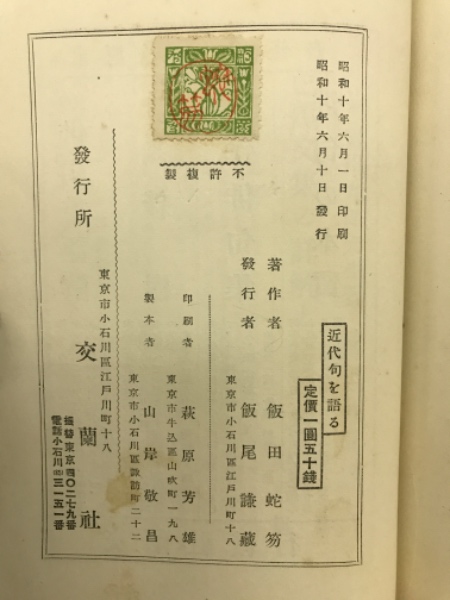 昭和十年六月一日印刷
昭和十年六月十日發行
近代句を語る
定價一圓五十錢
不許複製
著作者 飯田蛇笏
發行者 飯尾謙藏
東京市小石川區江戸川町十八
印刷者 萩原芳雄
東京市牛込區山吹町一九八
製本者 山岸敬昌
東京市小石川區諏訪町二十二
發行所 交蘭社
東京市小石川區江戸川町十八
振替東京四〇二七九番
電話小石川三一五一番